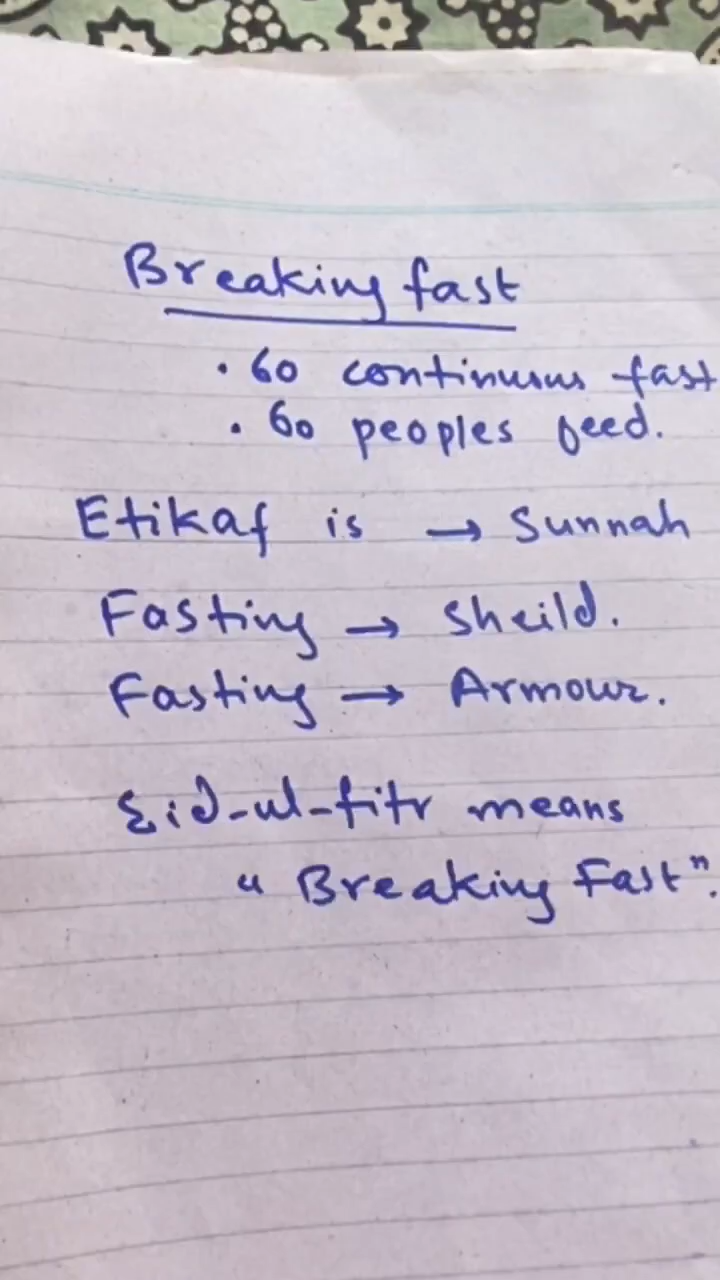 Breaking fast
. 60 continusus fast
. 60 peoples feed.
Etikaf is → Sunnah
Fasting → Sheild.
Fasting → Armour.
Eid-ul-fitr means
"Breaking Fast".